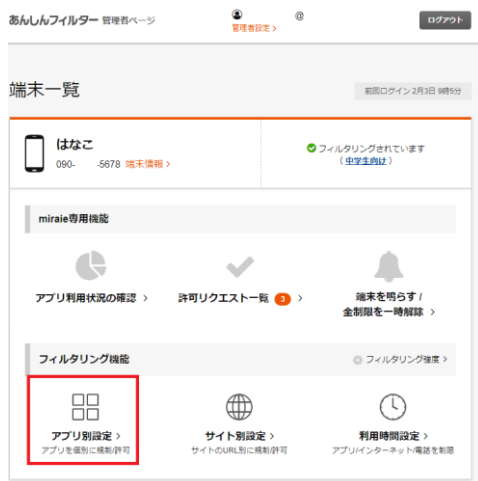 あんしんフィルター 管理者ページ
@
管理者設定 >
ログアウト
端末一覧
前回ログイン 2月3日 9時5分
はなこ
090- -5678 端末情報 >
フィルタリングされています
(中学生向け)
miraie専用機能
アプリ利用状況の確認 >
許可リクエスト一覧 3 >
端末を鳴らす /
全制限を一時解除 >
フィルタリング機能
フィルタリング強度 >
アプリ別設定 >
アプリを個別に規制/許可
サイト別設定 >
サイトのURL別に規制/許可
利用時間設定 >
アプリ/インターネット/電話を制限